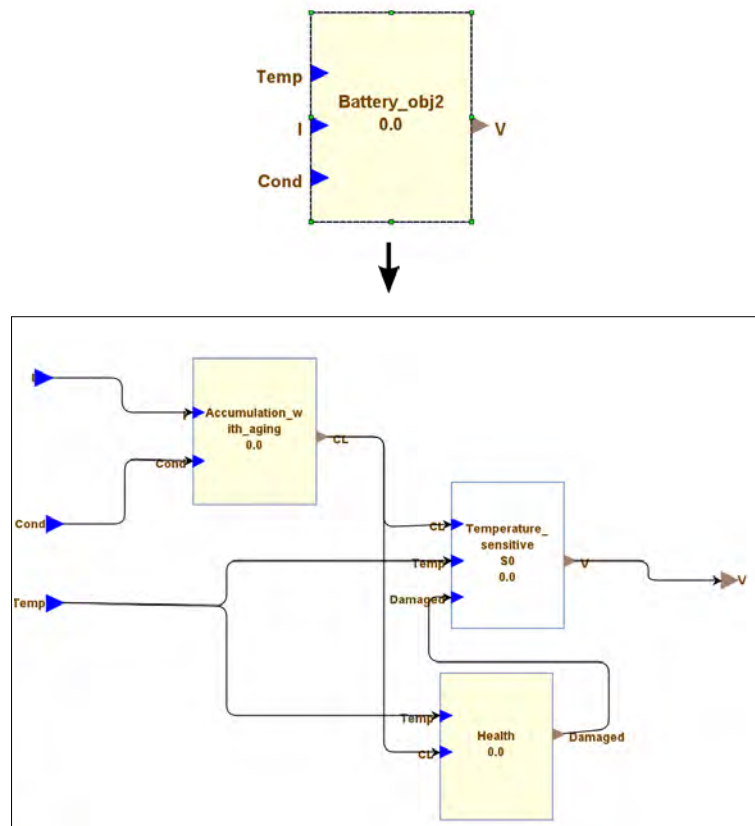 Temp
Battery_obj2
0.0
I
V
Cond
Accumulation_w
ith_aging
0.0
CL
Cond
Cond
CL
Temperature_
sensitive
S0
0.0
Temp
V
V
Temp
Damaged
Temp
Health
0.0
Damaged
CL